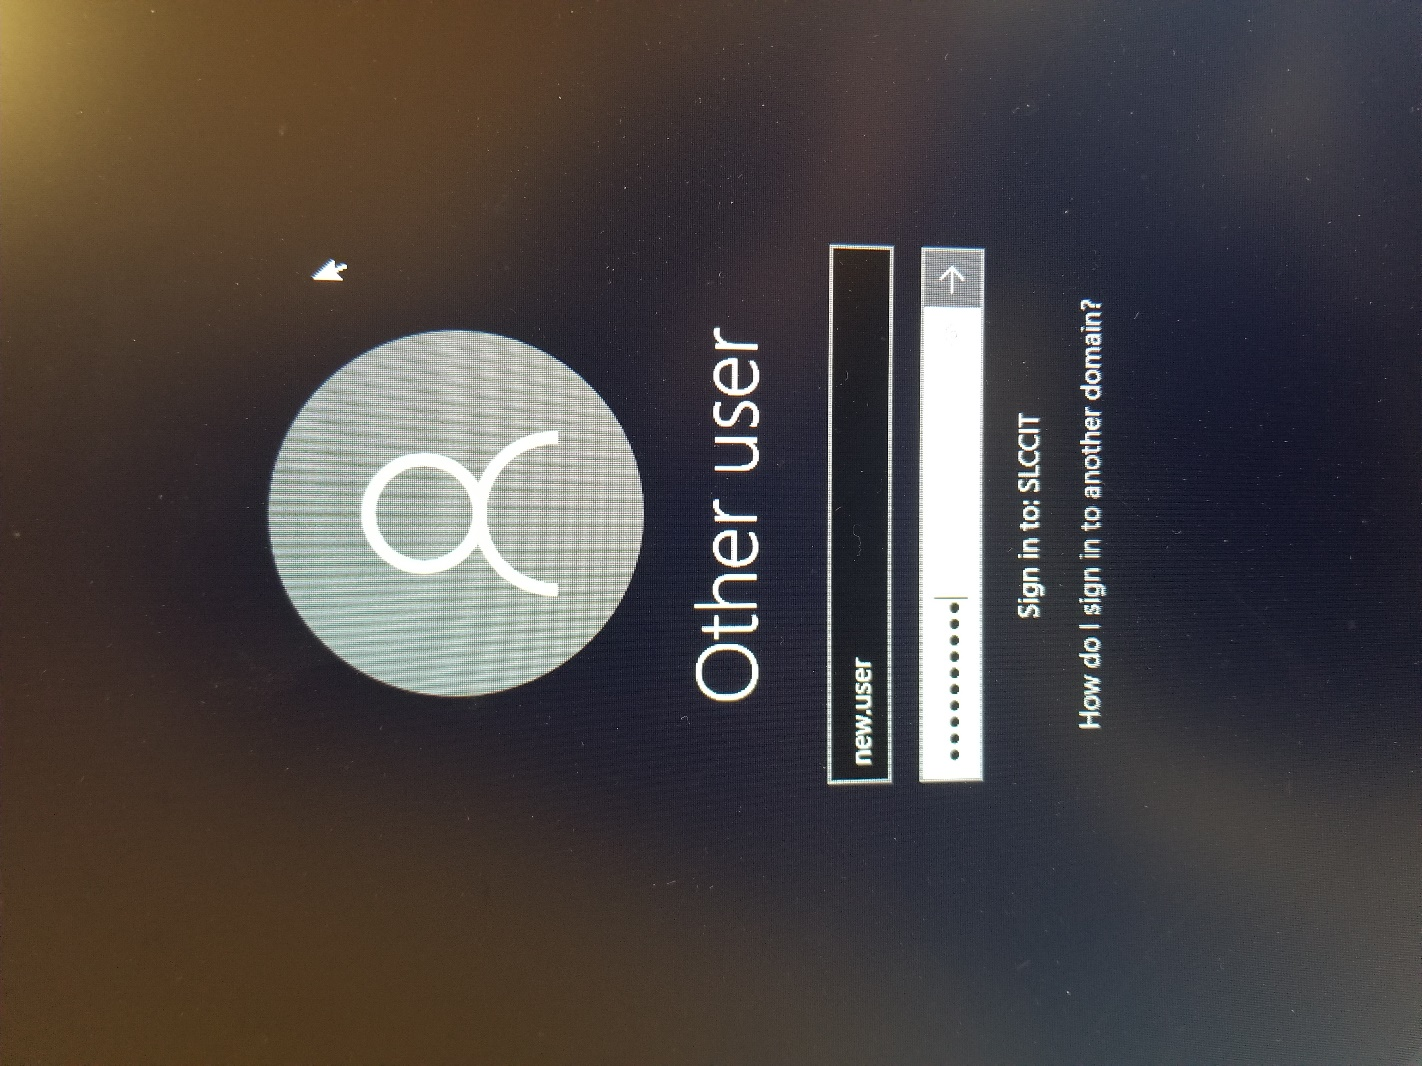 Other user
new.user
●●●●●●●●●●
Sign in to: SLCCIT
How do I sign in to another domain?